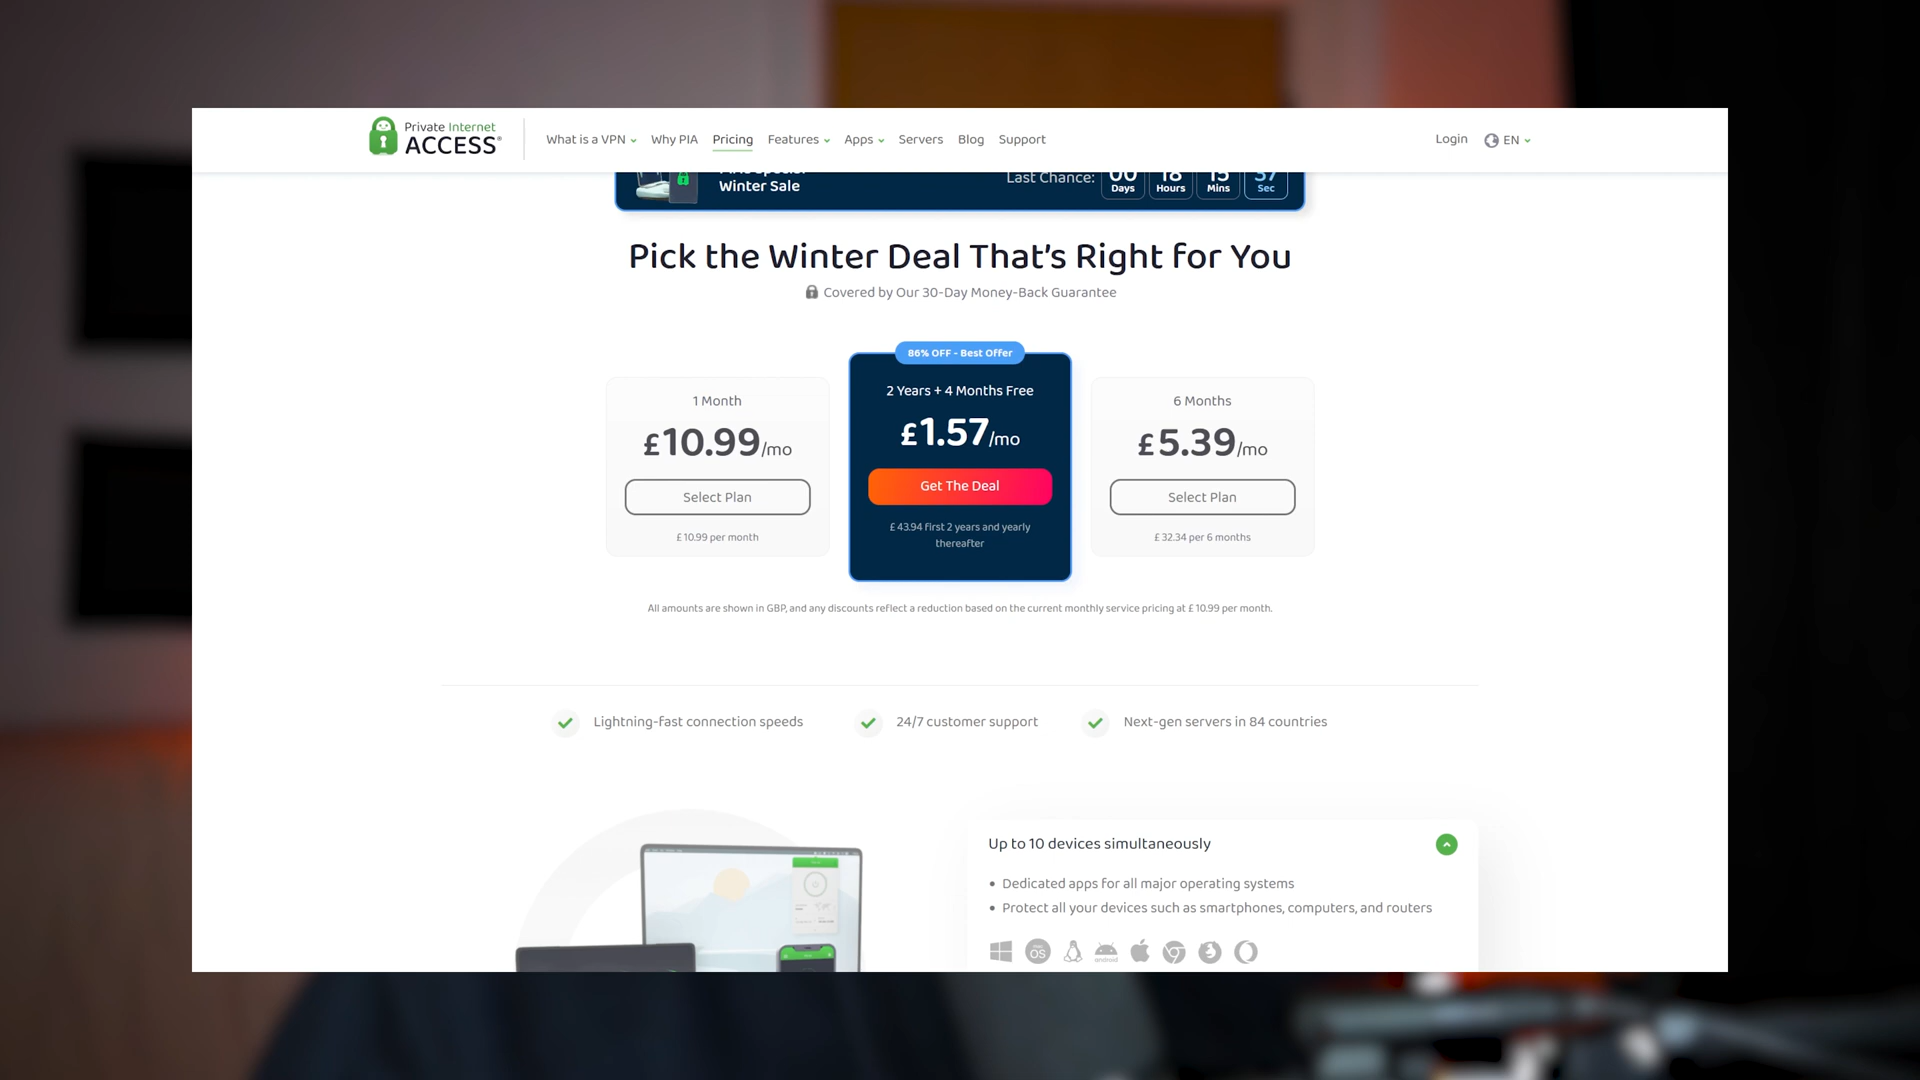 Private Internet
ACCESS®
What is a VPN
Why PIA
Pricing
Features
Apps
Servers
Blog
Support
Login
EN
Winter Sale
Last Chance:
00 18 15 37
Days Hours Mins Sec
Pick the Winter Deal That's Right for You
Covered by Our 30-Day Money-Back Guarantee
1 Month
£10.99/mo
Select Plan
£ 10.99 per month
86% OFF - Best Offer
2 Years + 4 Months Free
£1.57/mo
Get The Deal
£ 43.94 first 2 years and yearly
thereafter
6 Months
£5.39/mo
Select Plan
£ 32.34 per 6 months
All amounts are shown in GBP, and any discounts reflect a reduction based on the current monthly service pricing at £ 10.99 per month.
Lightning-fast connection speeds
24/7 customer support
Next-gen servers in 84 countries
Up to 10 devices simultaneously
• Dedicated apps for all major operating systems
• Protect all your devices such as smartphones, computers, and routers
OS
android